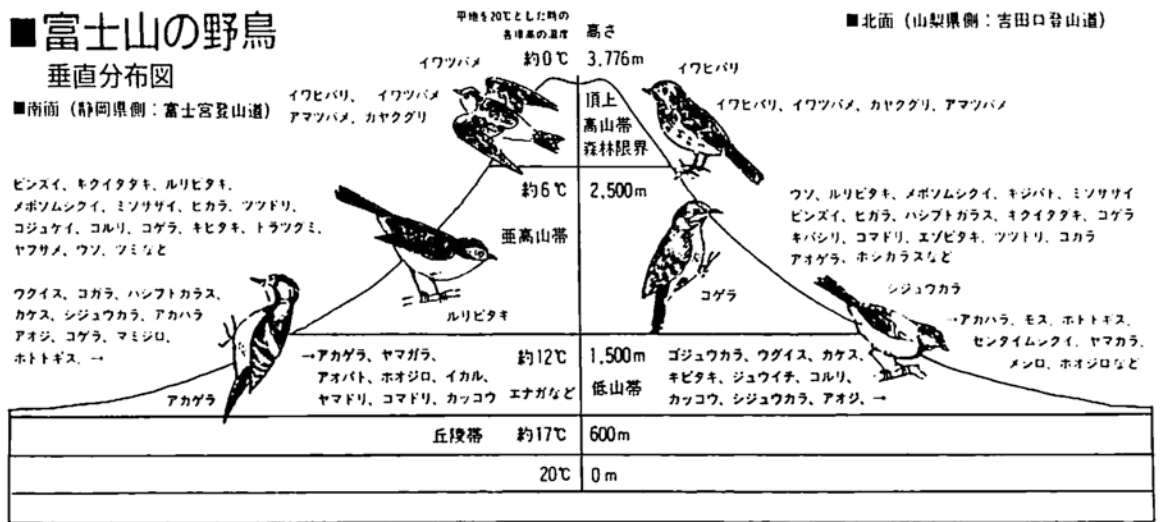 ■富士山の野鳥
垂直分布図
■南面 (静岡県側:富士宮登山道)
平地を20℃とした時の
各標高の温度
高さ
■北面 (山梨県側:吉田口登山道)
約0℃
3,776m
イワツバメ
イワヒバリ、 イワツバメ
アマツバメ、カヤクグリ
イワヒバリ
イワヒバリ、イワツバメ、カヤクグリ、アマツバメ
頂上
高山帯
森林限界
約6℃
2,500m
亜高山帯
ビンズイ、キクイタダキ、ルリビタキ、
メボソムシクイ、ミソサザイ、ヒガラ、ツツドリ、
コジュケイ、コルリ、コゲラ、キビタキ、トラツグミ、
ヤブサメ、ウソ、ツミなど
ルリビタキ
ウソ、ルリビタキ、メボソムシクイ、キジバト、ミソサザイ
ビンズイ、ヒガラ、ハシブトガラス、キクイタダキ、コゲラ
キバシリ、コマドリ、エゾビタキ、ツツドリ、コガラ
アオゲラ、ホシガラスなど
コゲラ
シジュウカラ
ウグイス、コガラ、ハシブトガラス、
カケス、シジュウカラ、アカハラ
アオジ、コゲラ、マミジロ、
ホトトギス、→
アカゲラ
→アカゲラ、ヤマガラ、
アオバト、ホオジロ、イカル、
ヤマドリ、コマドリ、カッコウ エナガなど
約12℃
1,500m
低山帯
ゴジュウカラ、ウグイス、カケス、
キビタキ、ジュウイチ、コルリ、
カッコウ、シジュウカラ、アオジ、→
→アカハラ、モズ、ホトトギス、
センダイムシクイ、ヤマガラ、
メジロ、ホオジロなど
丘陵帯 約17℃ 600m
20℃ 0m